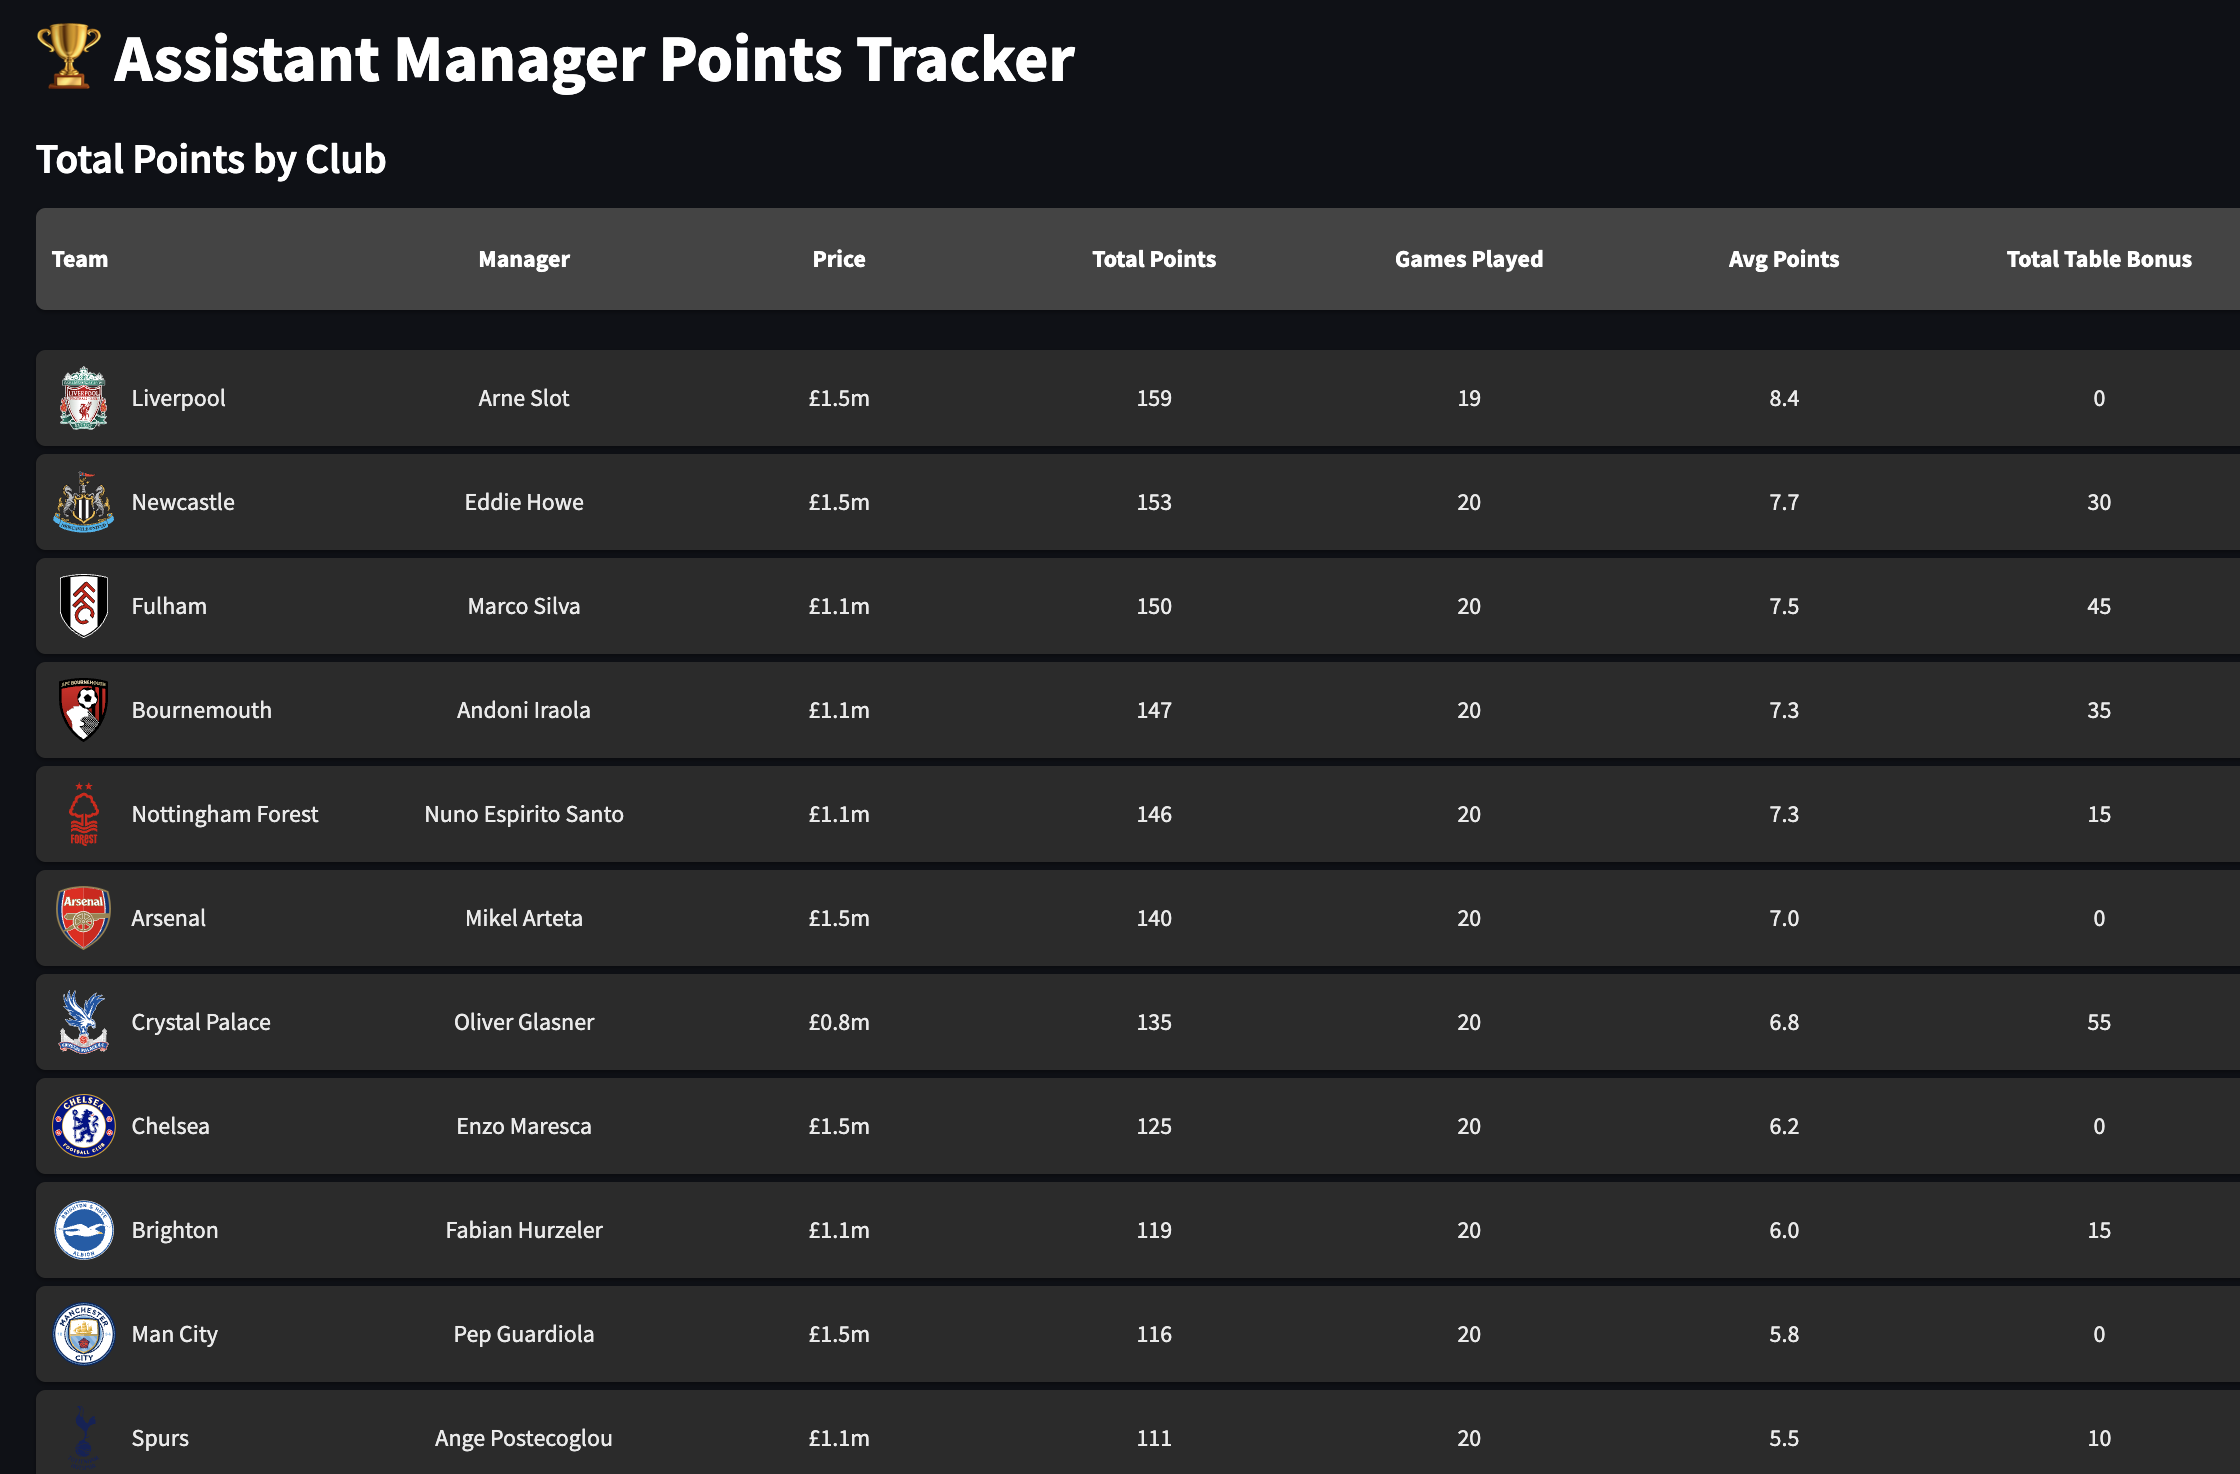 Assistant Manager Points Tracker
Total Points by Club
Team Manager Price Total Points Games Played Avg Points Total Table Bonus
Liverpool Arne Slot £1.5m 159 19 8.4 0
Newcastle Eddie Howe £1.5m 153 20 7.7 30
Fulham Marco Silva £1.1m 150 20 7.5 45
Bournemouth Andoni Iraola £1.1m 147 20 7.3 35
Nottingham Forest Nuno Espirito Santo £1.1m 146 20 7.3 15
Arsenal Mikel Arteta £1.5m 140 20 7.0 0
Crystal Palace Oliver Glasner £0.8m 135 20 6.8 55
Chelsea Enzo Maresca £1.5m 125 20 6.2 0
Brighton Fabian Hurzeler £1.1m 119 20 6.0 15
Man City Pep Guardiola £1.5m 116 20 5.8 0
Spurs Ange Postecoglou £1.1m 111 20 5.5 10